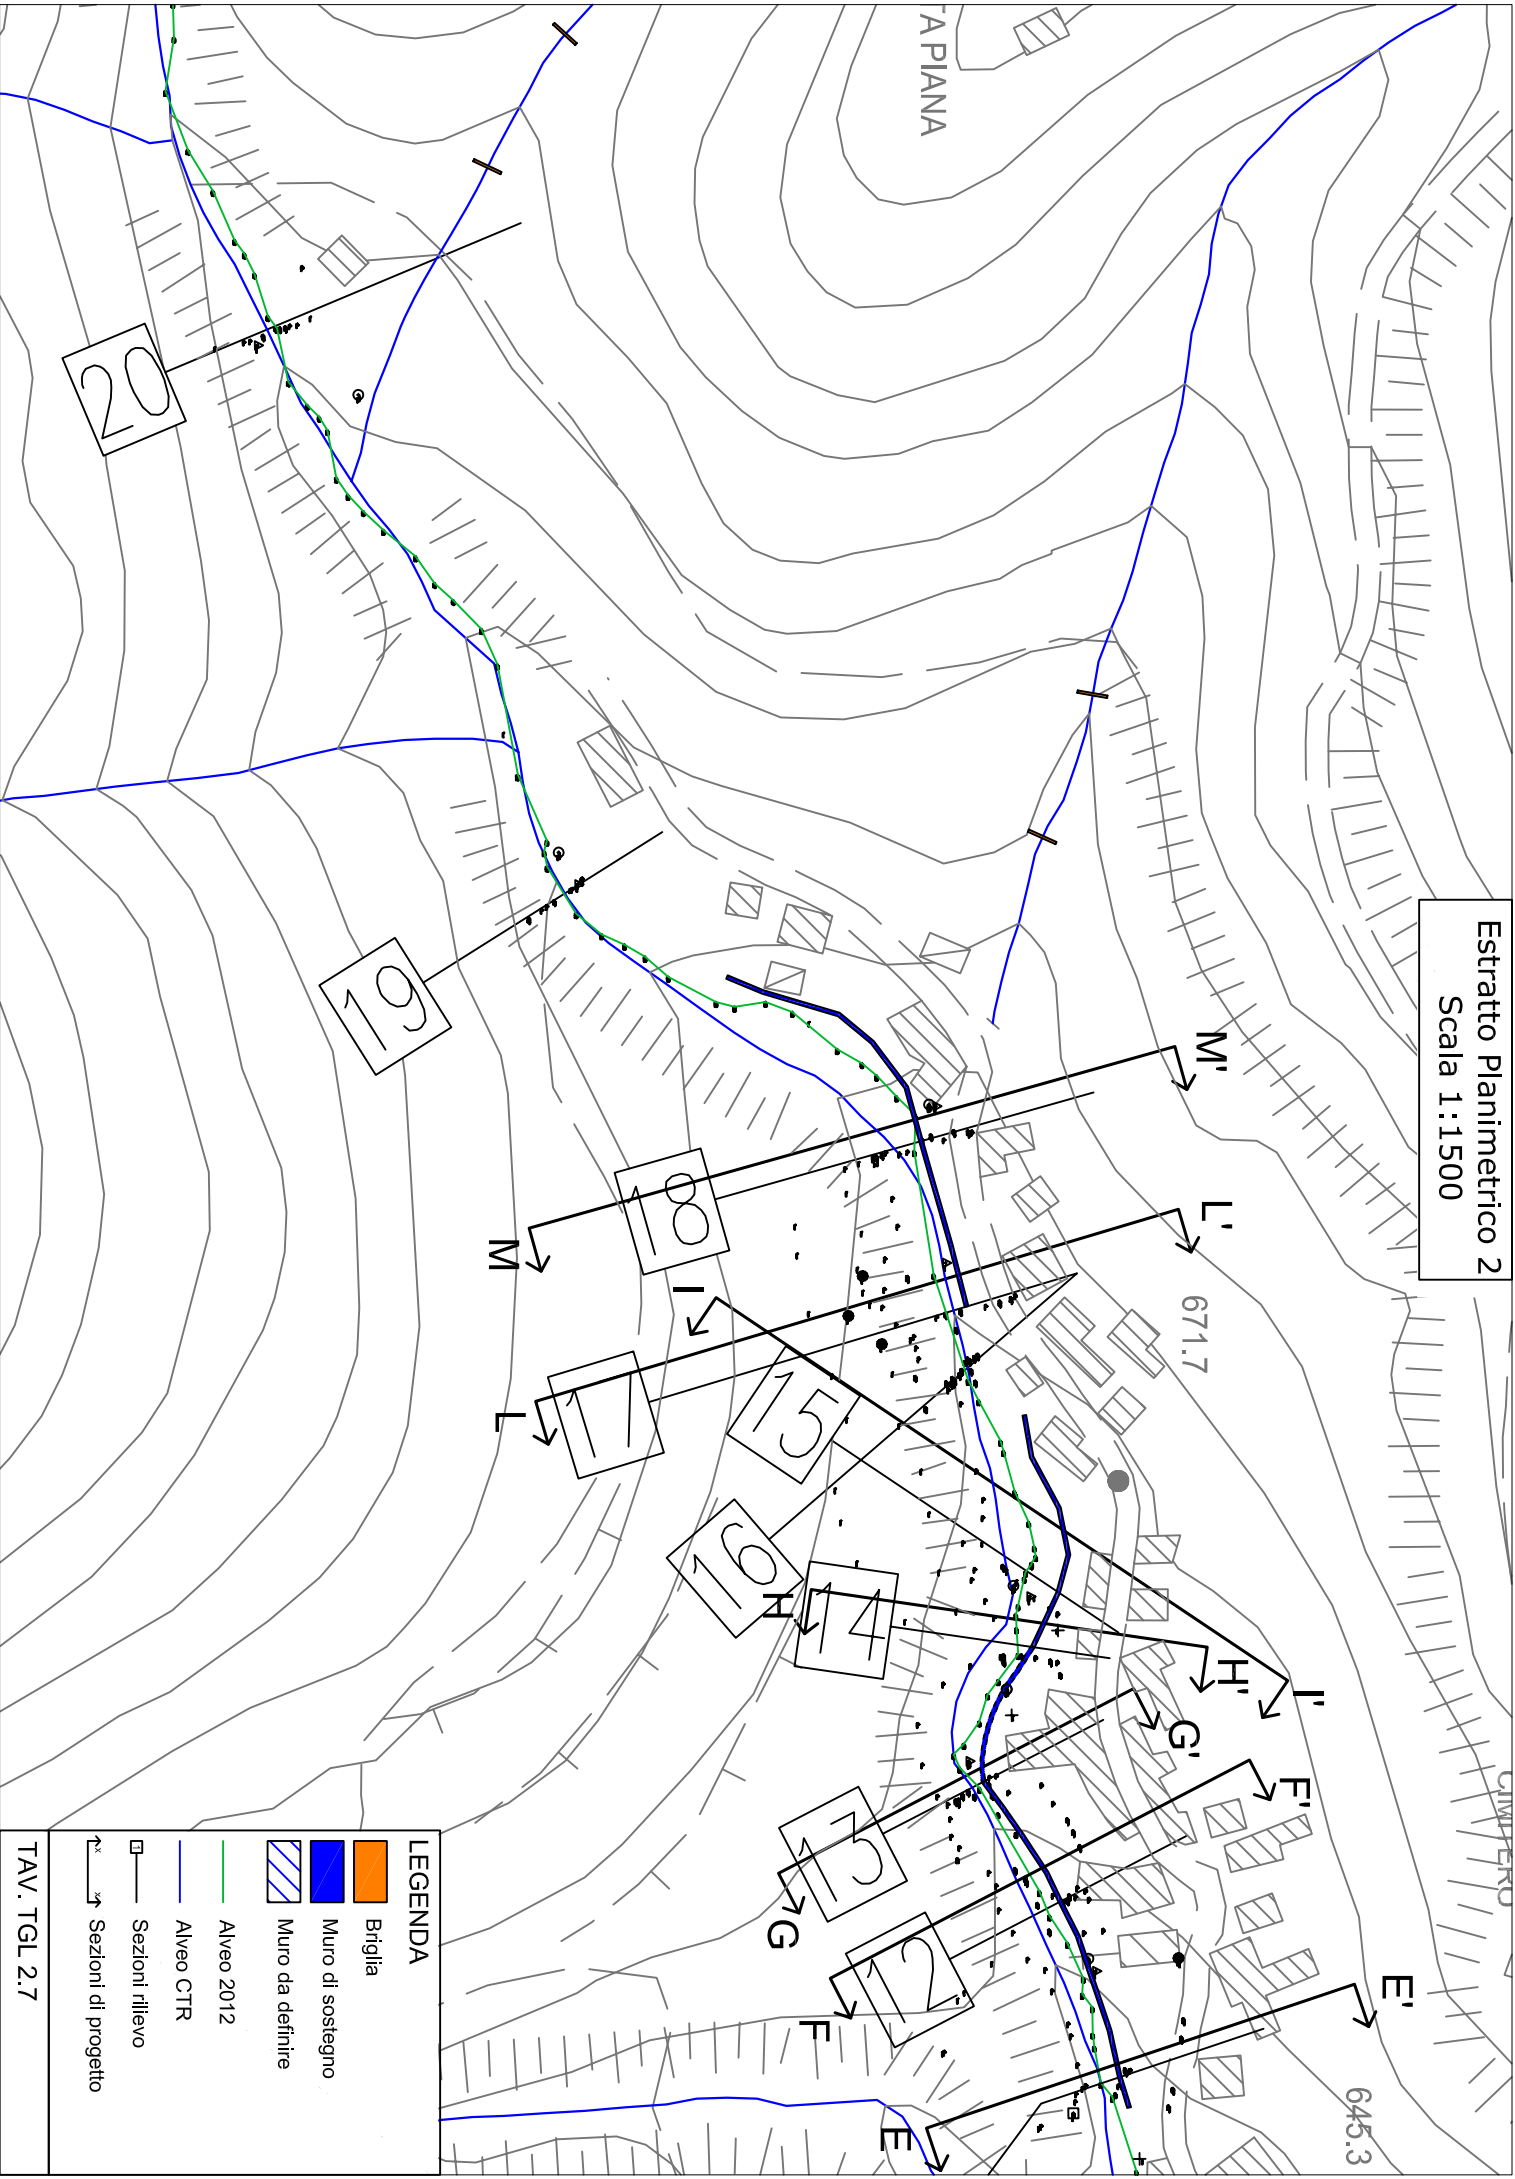 Estratto Planimetrico 2
Scala 1:1500
TA PIANA
CIMITERO
671.7
645.3
M'
L'
I'
H'
G'
F'
E'
M
L
I
H
G
F
E
20
19
18
17
15
16
14
13
12
LEGENDA
Briglia
Muro di sostegno
Muro da definire
Alveo 2012
Alveo CTR
Sezioni rilievo
Sezioni di progetto
TAV. TGL 2.7